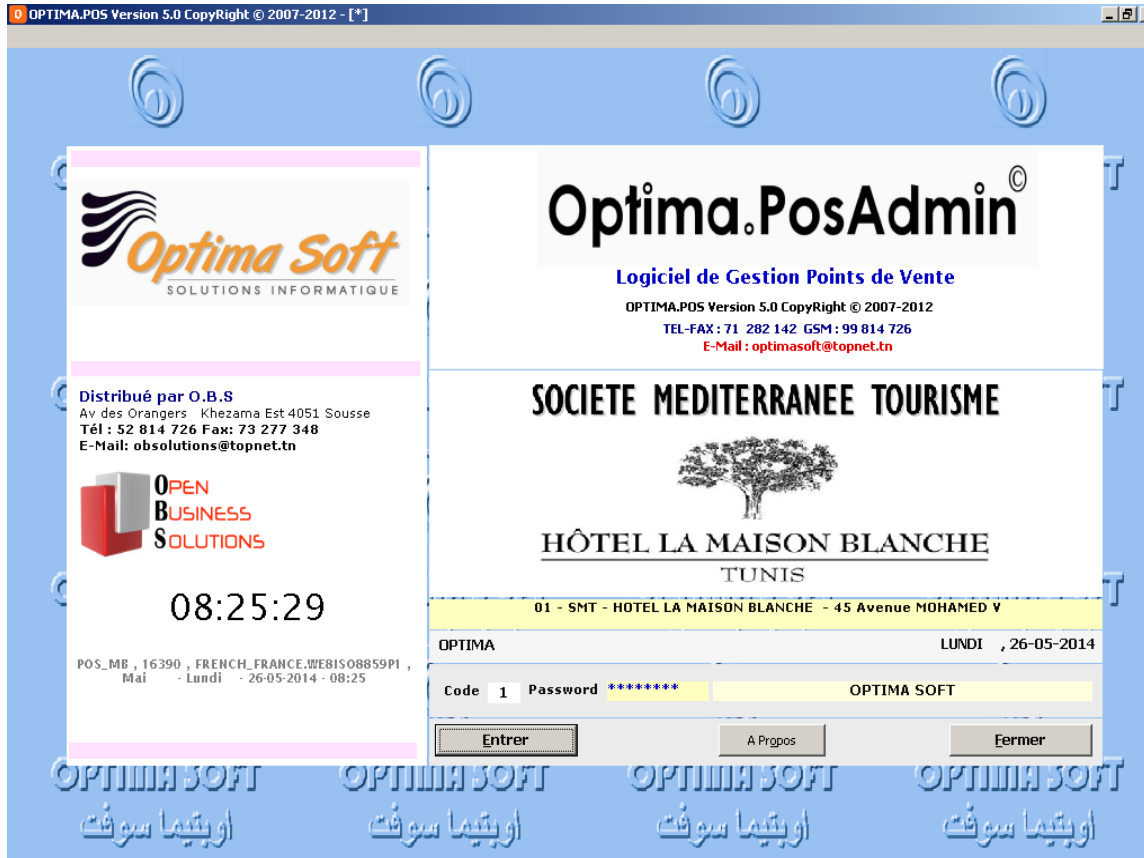 OPTIMA.POS Version 5.0 CopyRight © 2007-2012 - [*]
Optima Soft
SOLUTIONS INFORMATIQUE
Optima.PosAdmin©
Logiciel de Gestion Points de Vente
OPTIMA.POS Version 5.0 CopyRight © 2007-2012
TEL-FAX : 71 282 142 GSM : 99 814 726
E-Mail : optimasoft@topnet.tn
Distribué par O.B.S
Av des Orangers Khezama Est 4051 Sousse
Tél : 52 814 726 Fax: 73 277 348
E-Mail: obsolutions@topnet.tn
OPEN
BUSINESS
SOLUTIONS
08:25:29
POS_MB , 16390 , FRENCH_FRANCE.WE8ISO8859P1 ,
Mai - Lundi - 26-05-2014 - 08:25
SOCIETE MEDITERRANEE TOURISME
HÔTEL LA MAISON BLANCHE
TUNIS
01 - SMT - HOTEL LA MAISON BLANCHE - 45 Avenue MOHAMED V
OPTIMA LUNDI , 26-05-2014
Code 1 Password ******** OPTIMA SOFT
Entrer A Propos Fermer
OPTIMA SOFT OPTIMA SOFT OPTIMA SOFT OPTIMA SOFT
اوبتيما سوفت اوبتيما سوفت اوبتيما سوفت اوبتيما سوفت